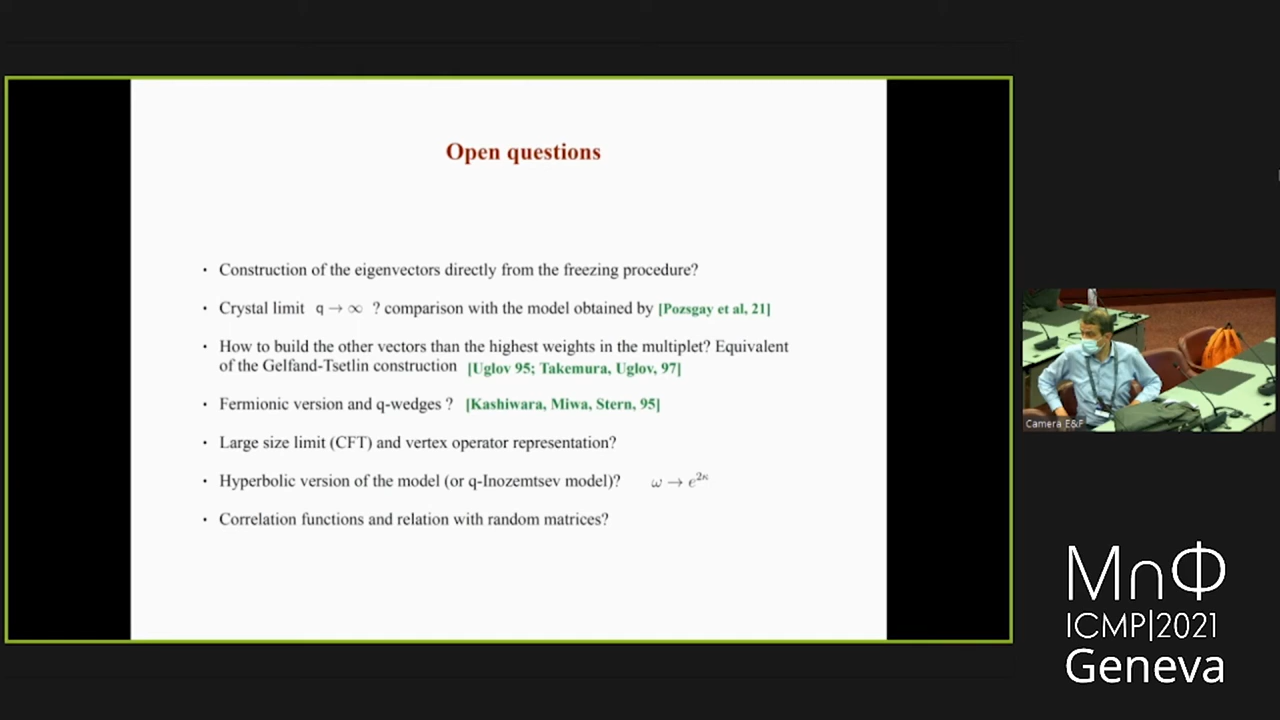 Open questions
· Construction of the eigenvectors directly from the freezing procedure?
· Crystal limit q → ∞ ? comparison with the model obtained by [Pozsgay et al, 21]
· How to build the other vectors than the highest weights in the multiplet? Equivalent
of the Gelfand-Tsetlin construction [Uglov 95; Takemura, Uglov, 97]
· Fermionic version and q-wedges ? [Kashiwara, Miwa, Stern, 95]
· Large size limit (CFT) and vertex operator representation?
· Hyperbolic version of the model (or q-Inozemtsev model)? ω → e^{2κ}
· Correlation functions and relation with random matrices?
Camera E&F
M∩Φ
ICMP|2021
Geneva